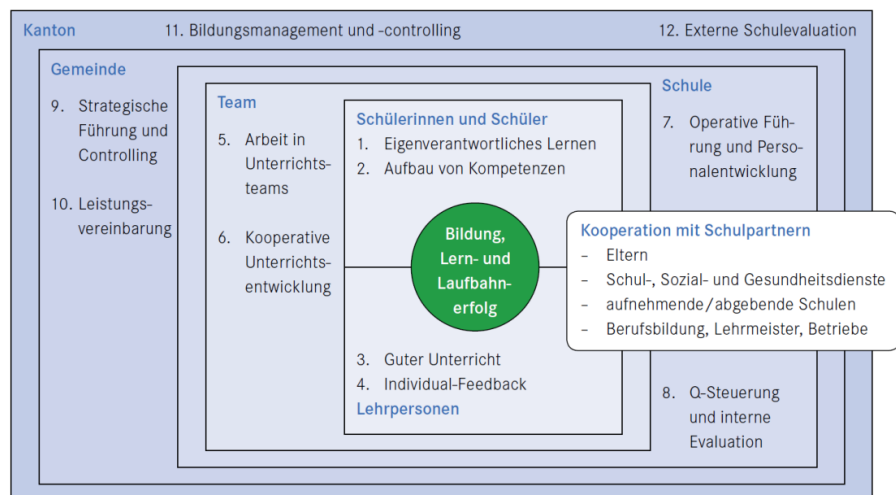 Kanton
11. Bildungsmanagement und -controlling
12. Externe Schulevaluation
Gemeinde
9. Strategische
Führung und
Controlling
10. Leistungs-
vereinbarung
Team
5. Arbeit in
Unterrichts-
teams
6. Kooperative
Unterrichts-
entwicklung
Schülerinnen und Schüler
1. Eigenverantwortliches Lernen
2. Aufbau von Kompetenzen
Bildung,
Lern- und
Laufbahn-
erfolg
3. Guter Unterricht
4. Individual-Feedback
Lehrpersonen
Schule
7. Operative Füh-
rung und Perso-
nalentwicklung
Kooperation mit Schulpartnern
– Eltern
– Schul-, Sozial- und Gesundheitsdienste
– aufnehmende/abgebende Schulen
– Berufsbildung, Lehrmeister, Betriebe
8. Q-Steuerung
und interne
Evaluation